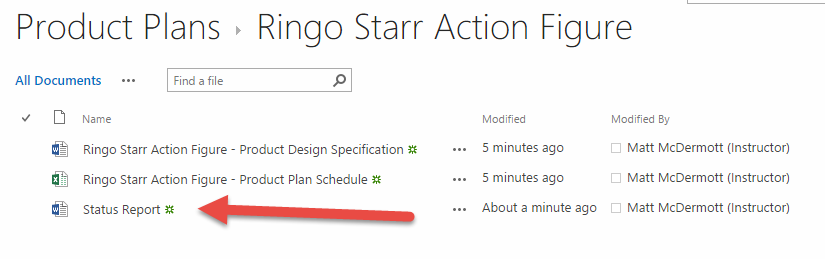 Product Plans ▸ Ringo Starr Action Figure
All Documents ••• Find a file
Name Modified Modified By
Ringo Starr Action Figure - Product Design Specification ••• 5 minutes ago Matt McDermott (Instructor)
Ringo Starr Action Figure - Product Plan Schedule ••• 5 minutes ago Matt McDermott (Instructor)
Status Report ••• About a minute ago Matt McDermott (Instructor)